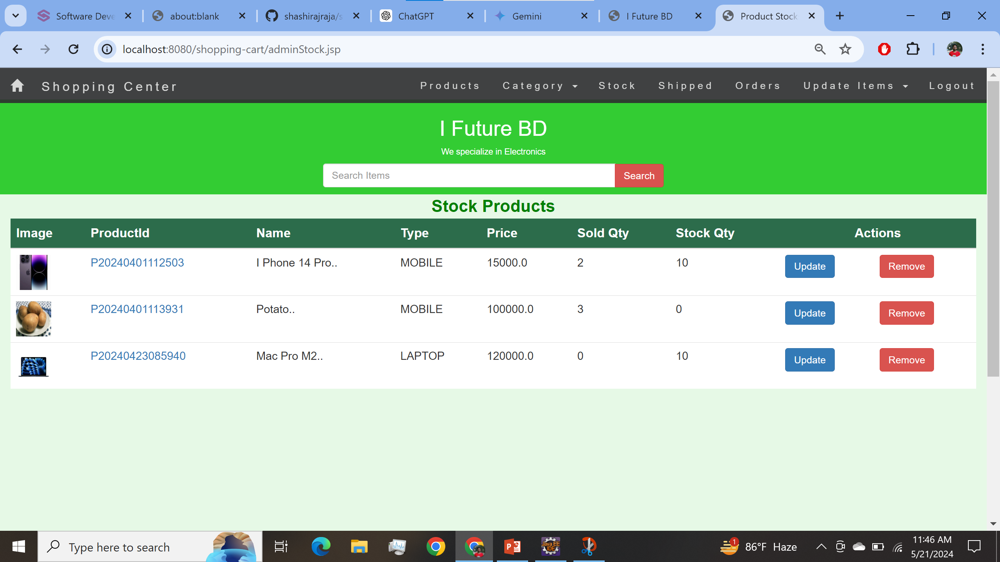 Software Deve
about:blank
shashirajraja/s
ChatGPT
Gemini
I Future BD
Product Stock
localhost:8080/shopping-cart/adminStock.jsp
Shopping Center
Products
Category
Stock
Shipped
Orders
Update Items
Logout
I Future BD
We specialize in Electronics
Search Items
Search
Stock Products
Image ProductId Name Type Price Sold Qty Stock Qty Actions
P20240401112503 I Phone 14 Pro.. MOBILE 15000.0 2 10 Update Remove
P20240401113931 Potato.. MOBILE 100000.0 3 0 Update Remove
P20240423085940 Mac Pro M2.. LAPTOP 120000.0 0 10 Update Remove
Type here to search
Java EE
IDE
1
86°F Haze
11:46 AM
5/21/2024